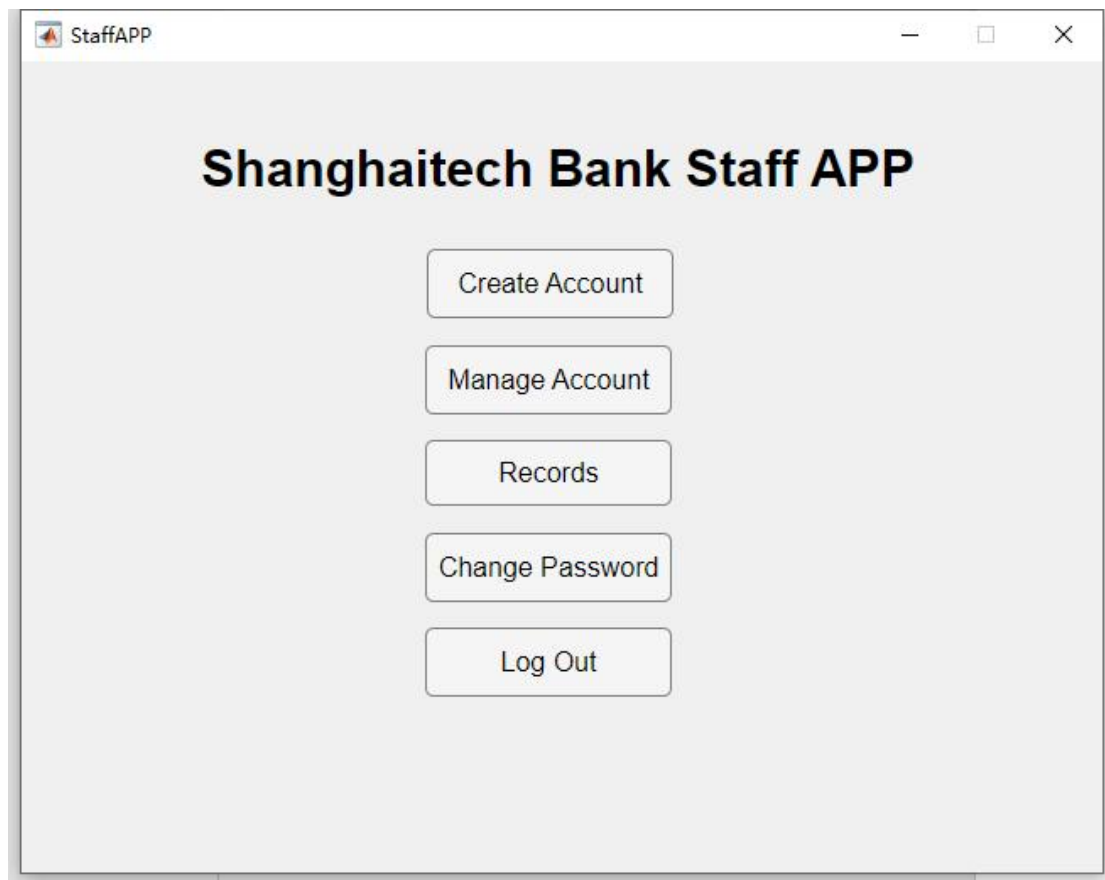 StaffAPP
Shanghaitech Bank Staff APP
Create Account
Manage Account
Records
Change Password
Log Out